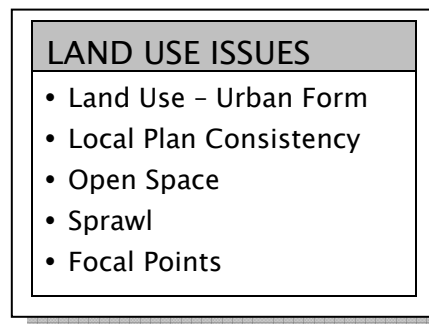 LAND USE ISSUES
• Land Use – Urban Form
• Local Plan Consistency
• Open Space
• Sprawl
• Focal Points